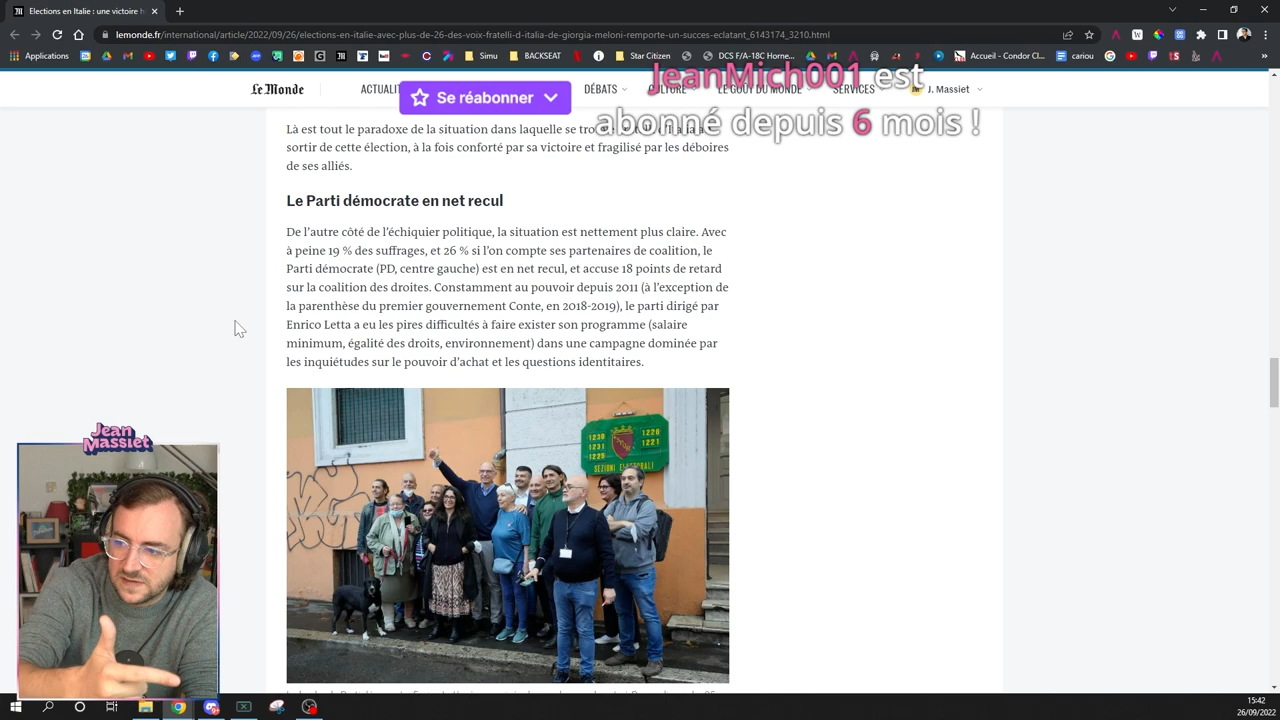 Elections en Italie : une victoire h
lemonde.fr/international/article/2022/09/26/elections-en-italie-avec-plus-de-26-des-voix-fratelli-d-italia-de-giorgia-meloni-remporte-un-succes-eclatant_6143174_3210.html
Applications
Simu
BACKSEAT
Star Citizen
DCS F/A-18C Horne...
Accueil - Condor Cl...
Gaming
Autres favoris
JeanMich001 est
abonné depuis 6 mois !
Le Monde
ACTUALIT
Se réabonner
DÉBATS
CULTURE
LE GOÛT DU MONDE
SERVICES
J. Massiet
Là est tout le paradoxe de la situation dans laquelle se
sortir de cette élection, à la fois conforté par sa victoire et fragilisé par les déboires
de ses alliés.
Le Parti démocrate en net recul
De l'autre côté de l'échiquier politique, la situation est nettement plus claire. Avec
à peine 19 % des suffrages, et 26 % si l'on compte ses partenaires de coalition, le
Parti démocrate (PD, centre gauche) est en net recul, et accuse 18 points de retard
sur la coalition des droites. Constamment au pouvoir depuis 2011 (à l'exception de
la parenthèse du premier gouvernement Conte, en 2018-2019), le parti dirigé par
Enrico Letta a eu les pires difficultés à faire exister son programme (salaire
minimum, égalité des droits, environnement) dans une campagne dominée par
les inquiétudes sur le pouvoir d'achat et les questions identitaires.
1230 1228
1231 1221
1229
SEZIONI ELETTORALI
Jean
Massiet
15:42
26/09/2022